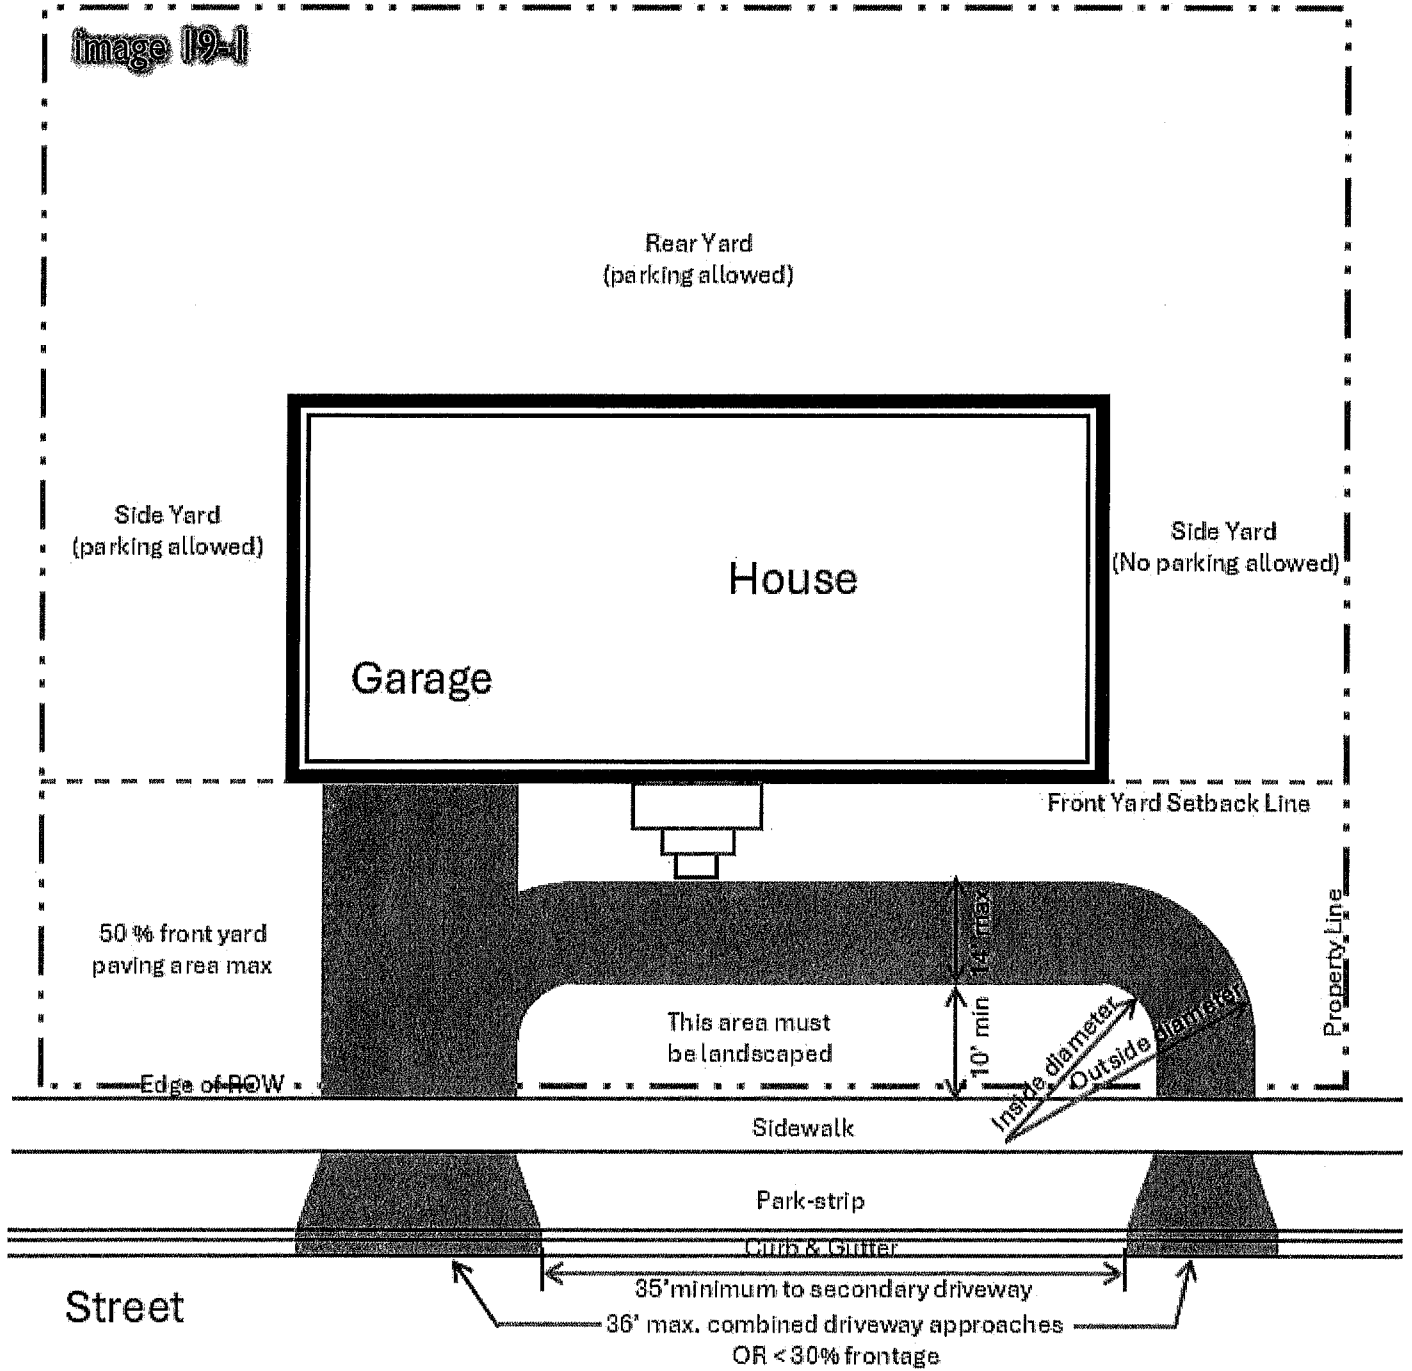 image 19-1
Rear Yard
(parking allowed)
Side Yard
(parking allowed)
Side Yard
(No parking allowed)
House
Garage
Front Yard Setback Line
50 % front yard
paving area max
14' max
Property Line
This area must
be landscaped
10' min
Inside diameter
Outside diameter
Edge of ROW
Sidewalk
Park-strip
Curb & Gutter
35'minimum to secondary driveway
Street
36' max. combined driveway approaches
OR < 30% frontage